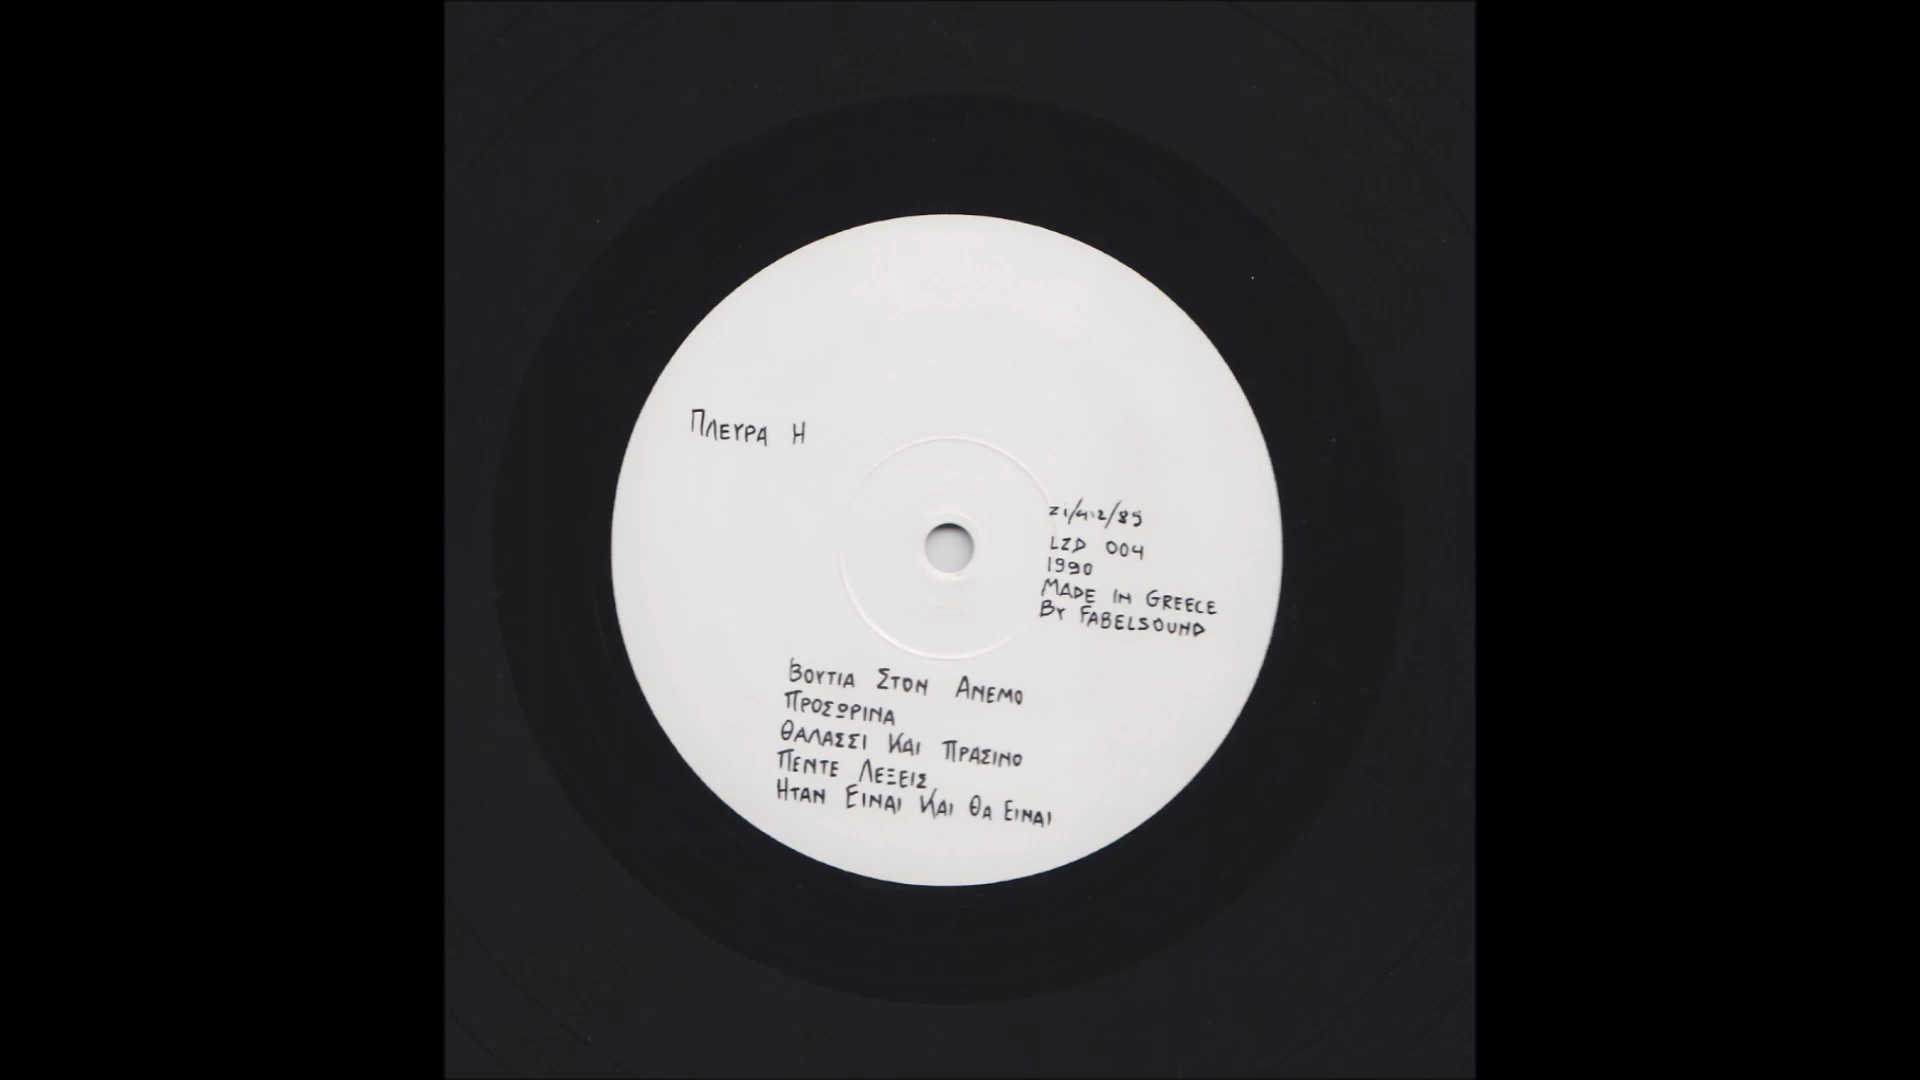 ΠΛΕΥΡΑ Η
LZD 004
1990
MADE IN GREECE
BY FABELSOUND
ΒΟΥΤΙΑ ΣΤΟΝ ΑΝΕΜΟ
ΠΡΟΣΩΡΙΝΑ
ΘΑΛΑΣΣΙ ΚΑΙ ΠΡΑΣΙΝΟ
ΠΕΝΤΕ ΛΕΞΕΙΣ
ΗΤΑΝ ΕΙΝΑΙ ΚΑΙ ΘΑ ΕΙΝΑΙ